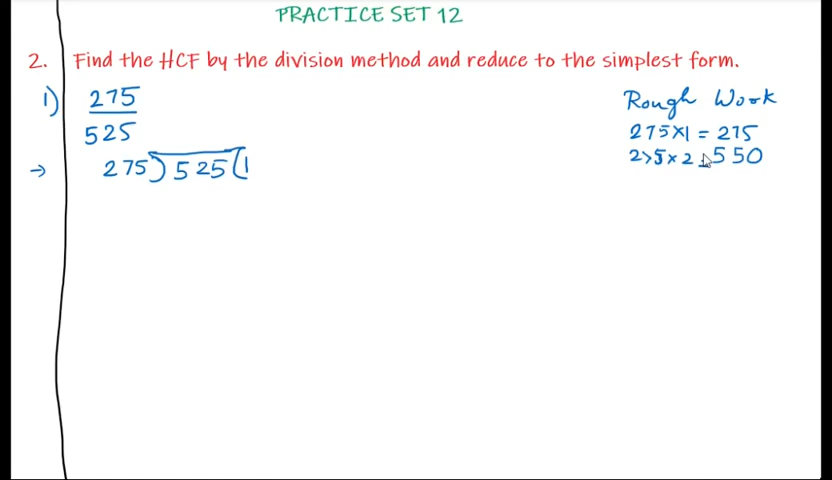 PRACTICE SET 12
2. Find the HCF by the division method and reduce to the simplest form.
1) 275
525
→ 275)525(1
Rough Work
275×1 = 275
275×2 = 550